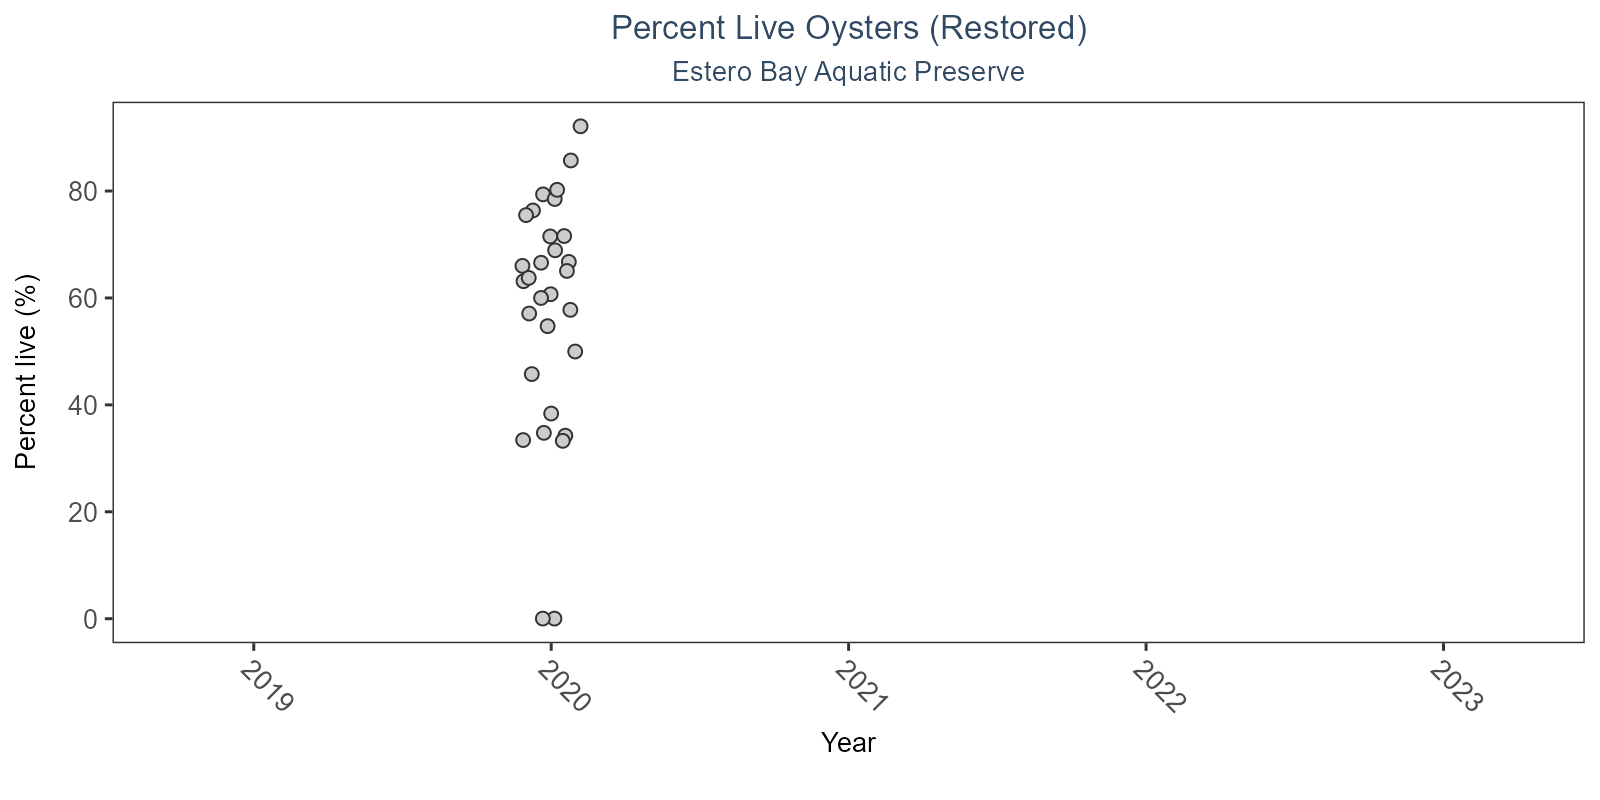 Percent Live Oysters (Restored)
Estero Bay Aquatic Preserve
Percent live (%)
80
60
40
20
0
2019
2020
2021
2022
2023
Year